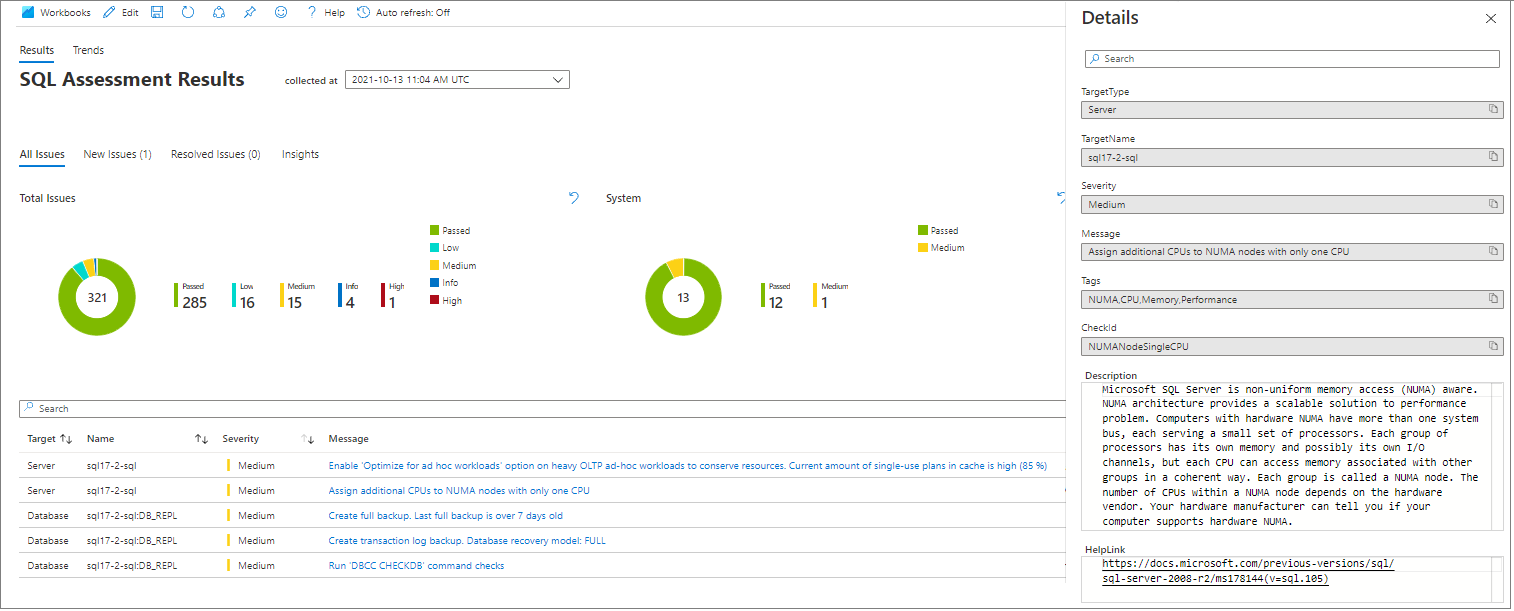 Workbooks Edit Help Auto refresh: Off
Results Trends
SQL Assessment Results collected at 2021-10-13 11:04 AM UTC
All Issues New Issues (1) Resolved Issues (0) Insights
Total Issues
Passed
Low
Medium
Info
High
321
Passed 285
Low 16
Medium 15
Info 4
High 1
System
Passed
Medium
13
Passed 12
Medium 1
Search
Target Name Severity Message
Server sql17-2-sql Medium Enable 'Optimize for ad hoc workloads' option on heavy OLTP ad-hoc workloads to conserve resources. Current amount of single-use plans in cache is high (85 %)
Server sql17-2-sql Medium Assign additional CPUs to NUMA nodes with only one CPU
Database sql17-2-sql:DB_REPL Medium Create full backup. Last full backup is over 7 days old
Database sql17-2-sql:DB_REPL Medium Create transaction log backup. Database recovery model: FULL
Database sql17-2-sql:DB_REPL Medium Run 'DBCC CHECKDB' command checks
Details
Search
TargetType
Server
TargetName
sql17-2-sql
Severity
Medium
Message
Assign additional CPUs to NUMA nodes with only one CPU
Tags
NUMA,CPU,Memory,Performance
CheckId
NUMANodeSingleCPU
Description
Microsoft SQL Server is non-uniform memory access (NUMA) aware.
NUMA architecture provides a scalable solution to performance
problem. Computers with hardware NUMA have more than one system
bus, each serving a small set of processors. Each group of
processors has its own memory and possibly its own I/O
channels, but each CPU can access memory associated with other
groups in a coherent way. Each group is called a NUMA node. The
number of CPUs within a NUMA node depends on the hardware
vendor. Your hardware manufacturer can tell you if your
computer supports hardware NUMA.
HelpLink
https://docs.microsoft.com/previous-versions/sql/
sql-server-2008-r2/ms178144(v=sql.105)